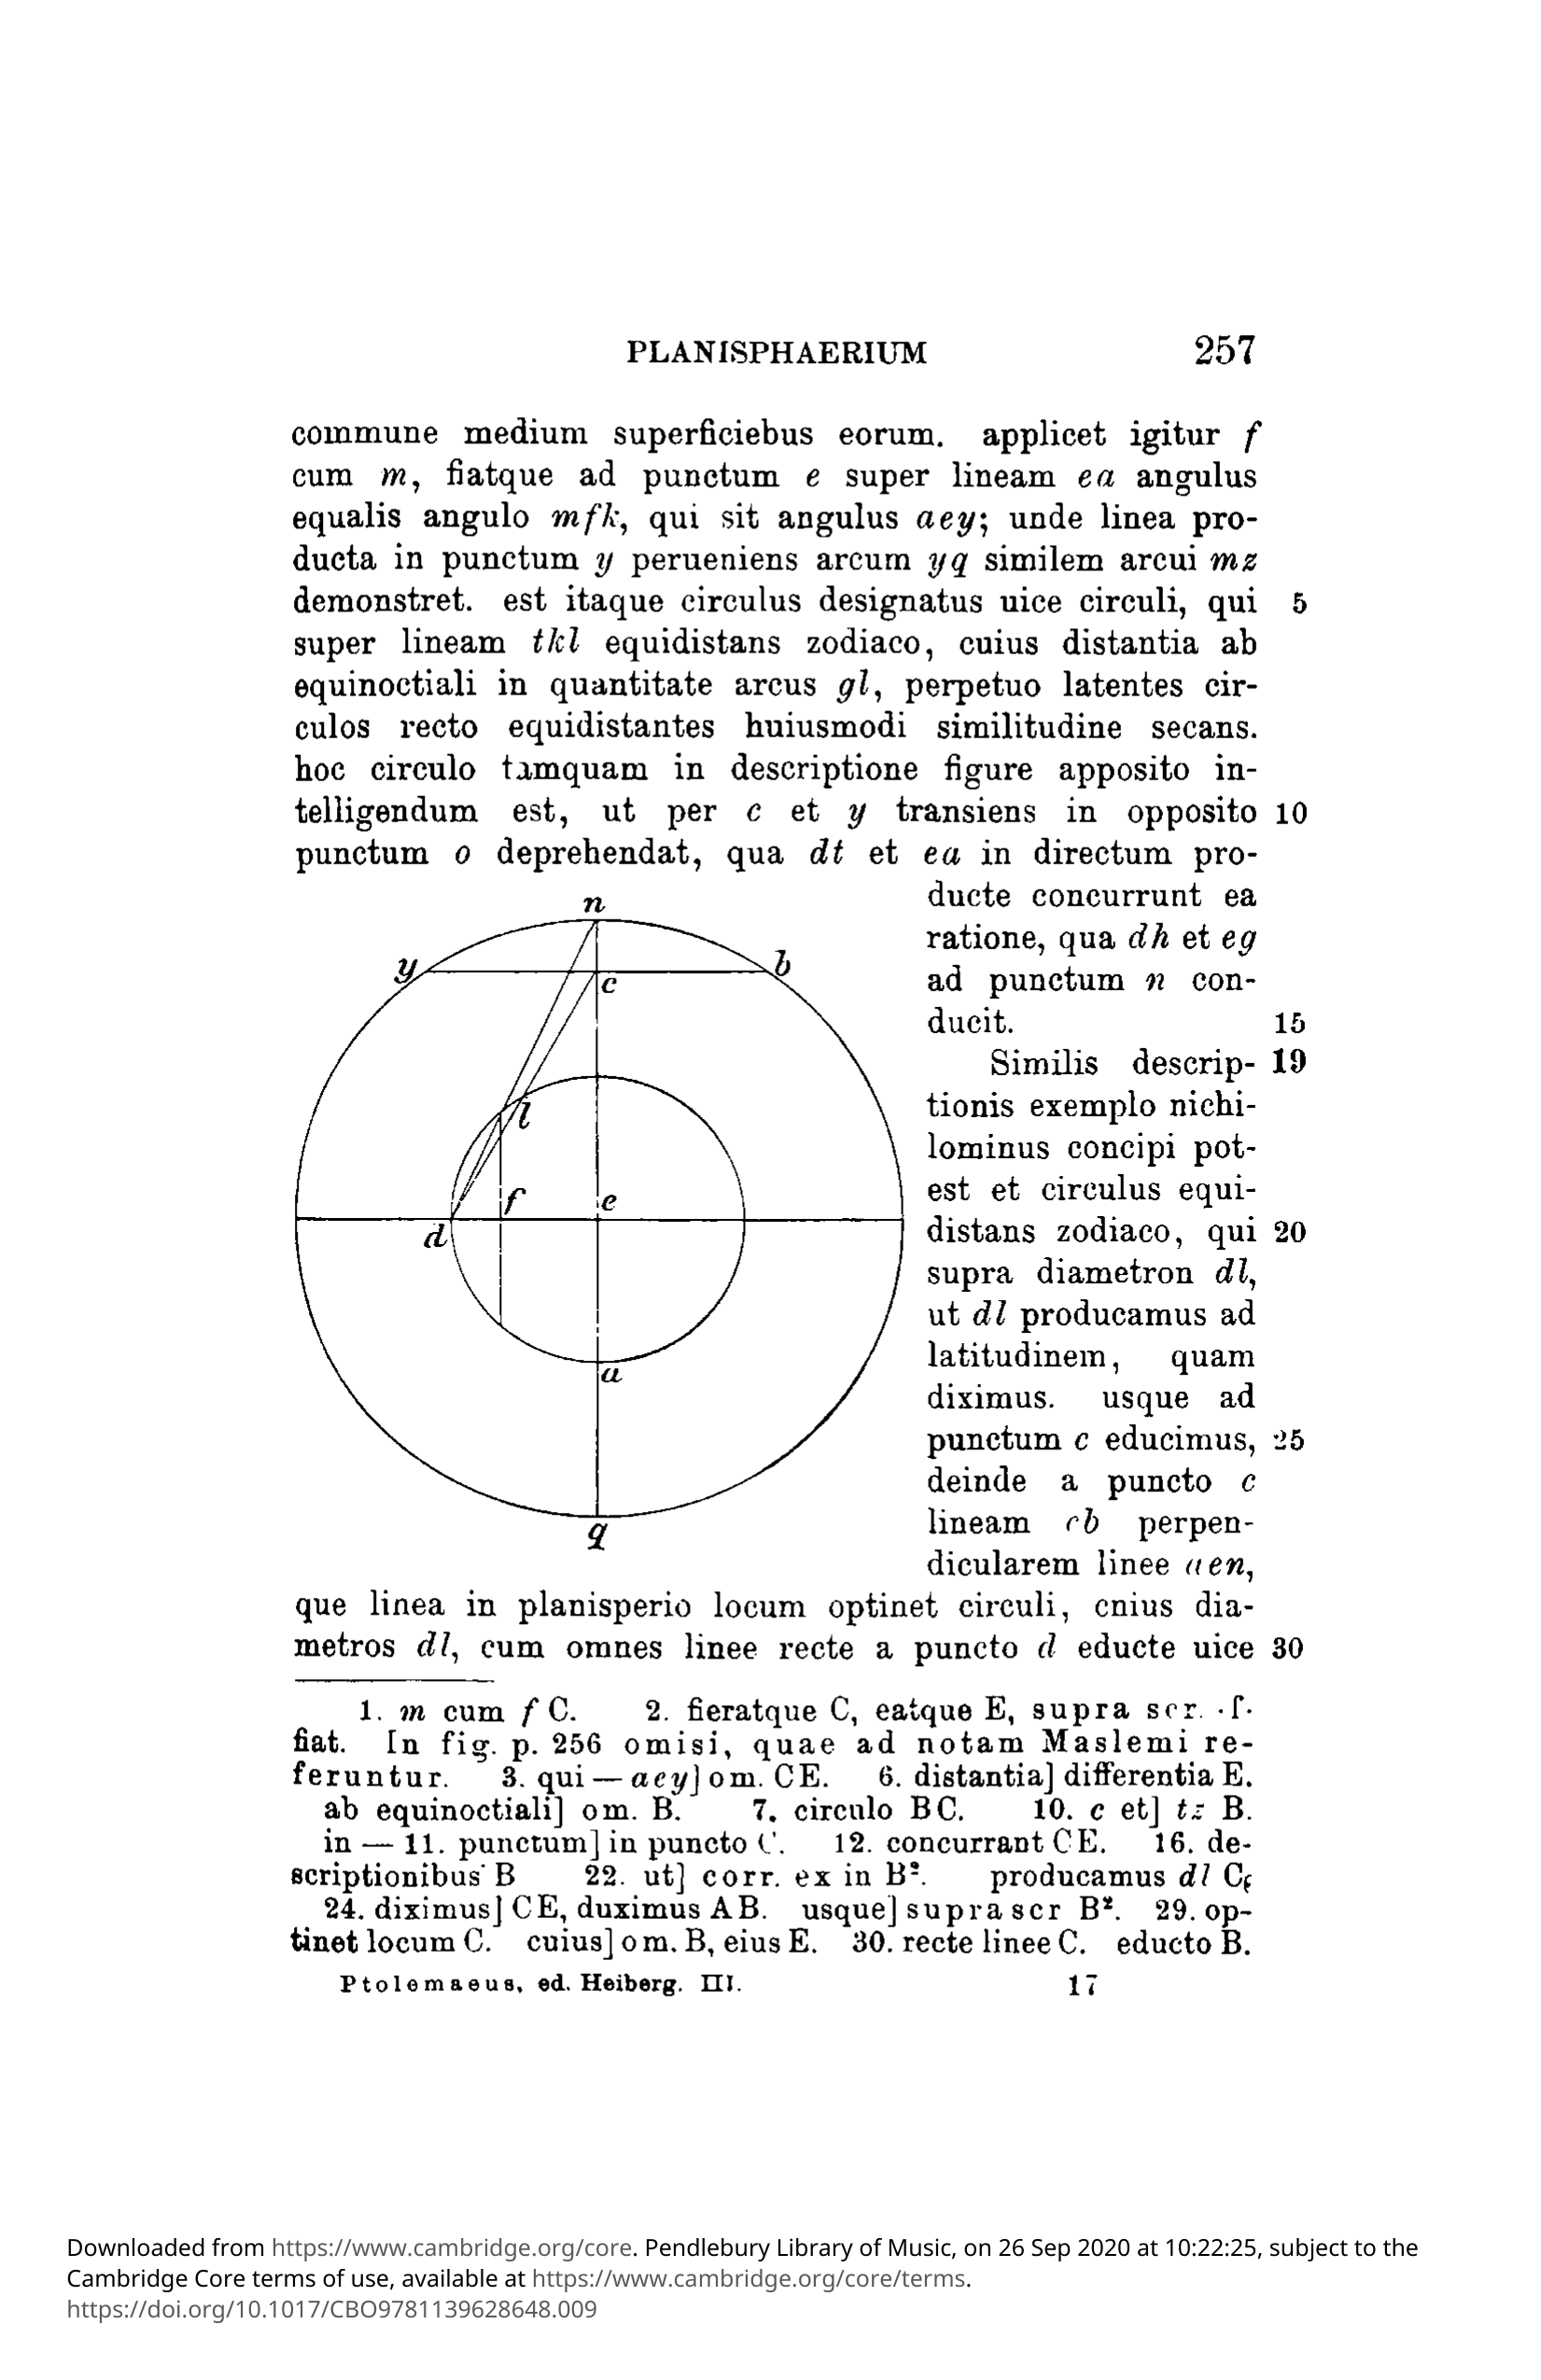 PLANISPHAERIUM 257
commune medium superficiebus eorum. applicet igitur f
cum m, fiatque ad punctum e super lineam ea angulus
equalis angulo mfk, qui sit angulus aey; unde linea pro-
ducta in punctum y perueniens arcum yq similem arcui mz
demonstret. est itaque circulus designatus uice circuli, qui 5
super lineam tkl equidistans zodiaco, cuius distantia ab
equinoctiali in quantitate arcus gl, perpetuo latentes cir-
culos recto equidistantes huiusmodi similitudine secans.
hoc circulo tamquam in descriptione figure apposito in-
telligendum est, ut per c et y transiens in opposito 10
punctum o deprehendat, qua dt et ea in directum pro-
ducte concurrunt ea
ratione, qua dh et eg
ad punctum n con-
ducit. 15
Similis descrip- 19
tionis exemplo nichi-
lominus concipi pot-
est et circulus equi-
distans zodiaco, qui 20
supra diametron dl,
ut dl producamus ad
latitudinem, quam
diximus. usque ad
punctum c educimus, 25
deinde a puncto c
lineam cb perpen-
dicularem linee aen,
n
y
b
c
l
f
e
d
a
q
que linea in planisperio locum optinet circuli, cnius dia-
metros dl, cum omnes linee recte a puncto d educte uice 30
1. m cum f C. 2. fieratque C, eatque E, supra scr. ·f·
fiat. In fig. p. 256 omisi, quae ad notam Maslemi re-
feruntur. 3. qui — aey] om. CE. 6. distantia] differentia E.
ab equinoctiali] om. B. 7. circulo BC. 10. c et] tz B.
in — 11. punctum] in puncto C. 12. concurrant CE. 16. de-
scriptionibus B 22. ut] corr. ex in B². producamus dl C
24. diximus] CE, duximus AB. usque] supra scr B². 29. op-
tinet locum C. cuius] om. B, eius E. 30. recte linee C. educto B.
Ptolemaeus, ed. Heiberg. III. 17
Downloaded from https://www.cambridge.org/core. Pendlebury Library of Music, on 26 Sep 2020 at 10:22:25, subject to the
Cambridge Core terms of use, available at https://www.cambridge.org/core/terms.
https://doi.org/10.1017/CBO9781139628648.009